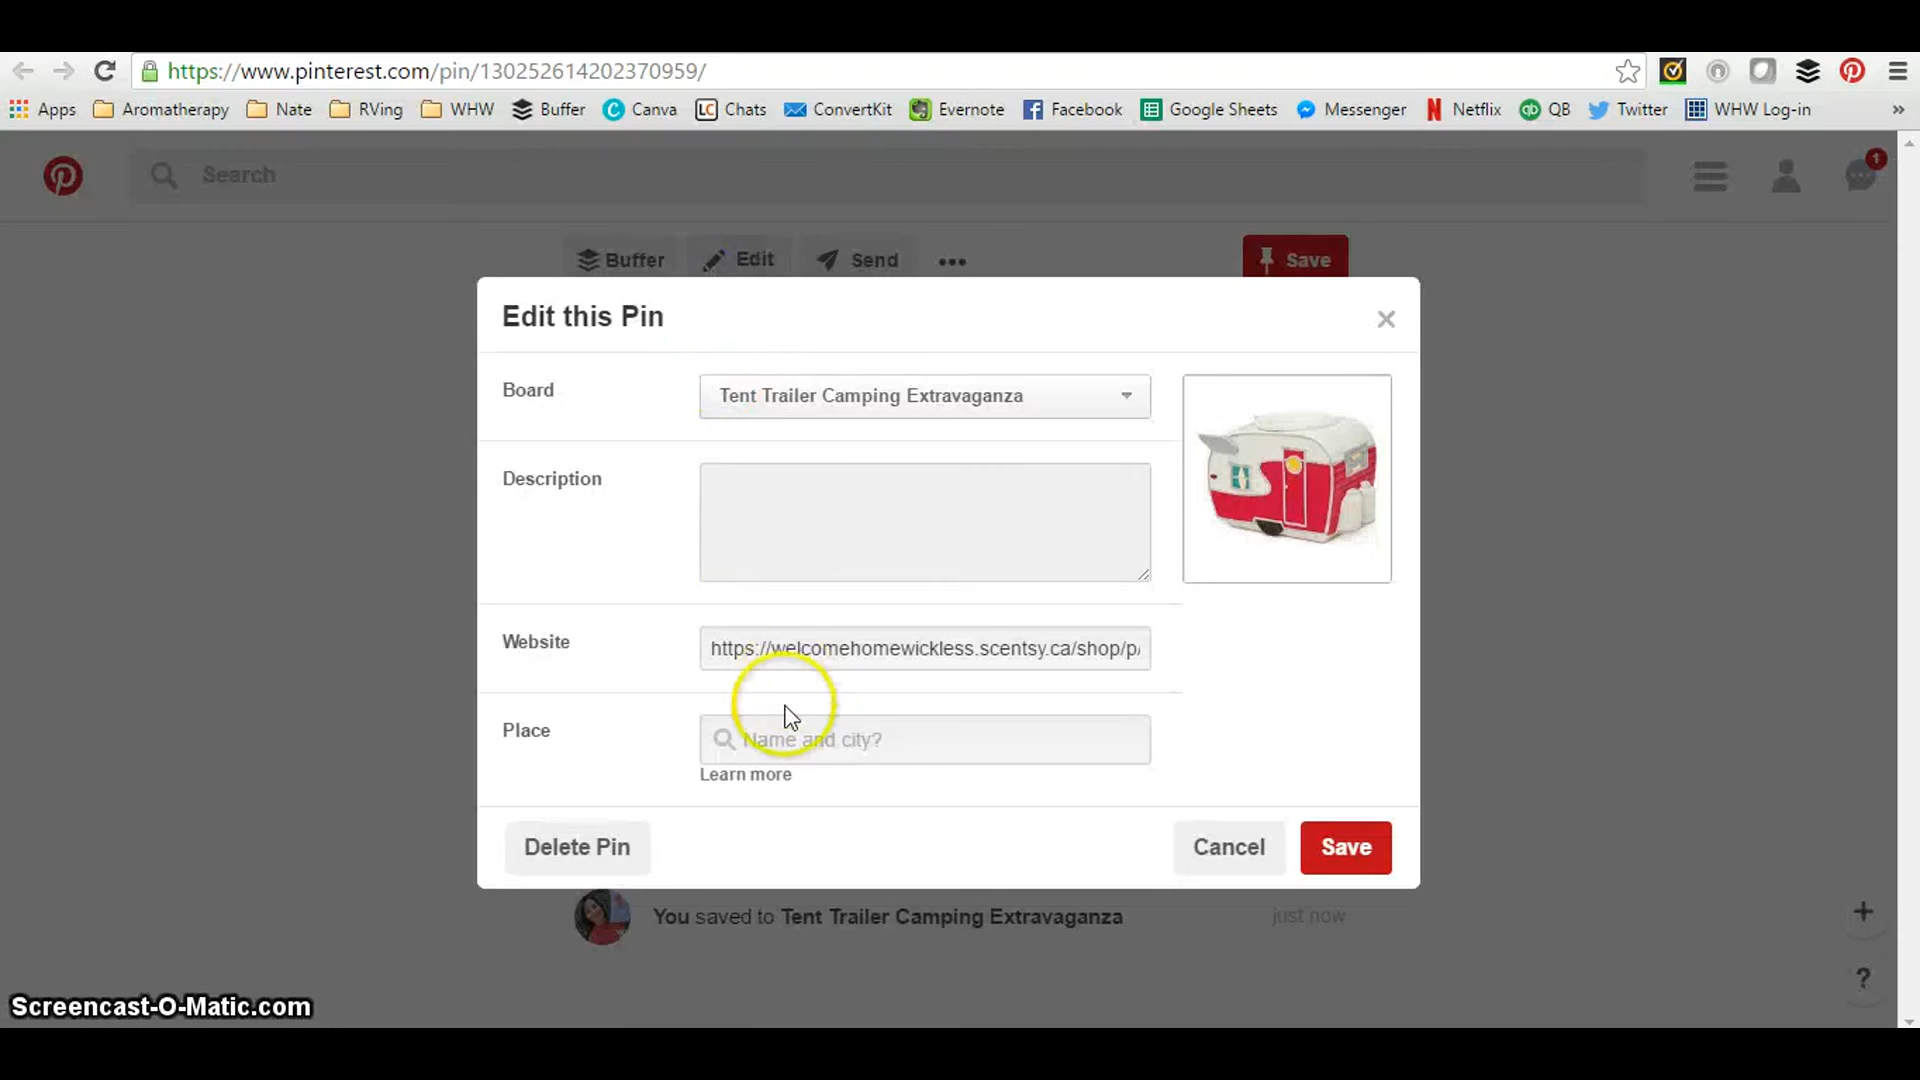 https://www.pinterest.com/pin/130252614202370959/
Apps Aromatherapy Nate RVing WHW Buffer Canva LC Chats ConvertKit Evernote Facebook Google Sheets Messenger Netflix qb QB Twitter WHW Log-in »
Search
1
Buffer Edit Send ••• Save
Edit this Pin ×
Board Tent Trailer Camping Extravaganza
Description
Website https://welcomehomewickless.scentsy.ca/shop/p/
Place Name and city?
Learn more
Delete Pin Cancel Save
You saved to Tent Trailer Camping Extravaganza just now
+
?
Screencast-O-Matic.com